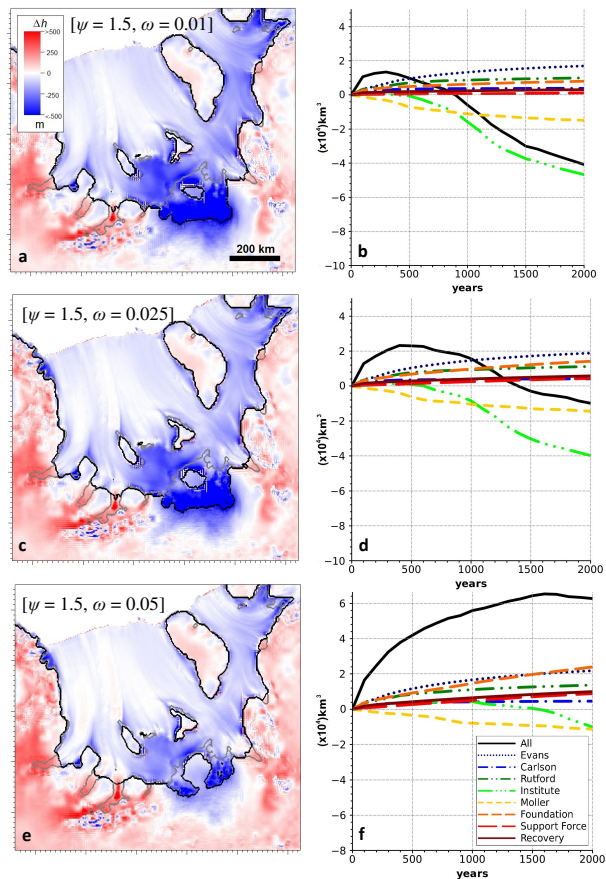 Δh
>500
250
0
-250
<-500
m
[ψ = 1.5, ω = 0.01]
200 km
a
4
2
0
−2
−4
−6
−8
−10
(x10⁴)km³
0 500 1000 1500 2000
years
b
[ψ = 1.5, ω = 0.025]
c
4
2
0
−2
−4
−6
−8
−10
(x10⁴)km³
0 500 1000 1500 2000
years
d
[ψ = 1.5, ω = 0.05]
e
6
4
2
0
−2
−4
−6
−8
(x10⁴)km³
All
Evans
Carlson
Rutford
Institute
Moller
Foundation
Support Force
Recovery
0 500 1000 1500 2000
years
f